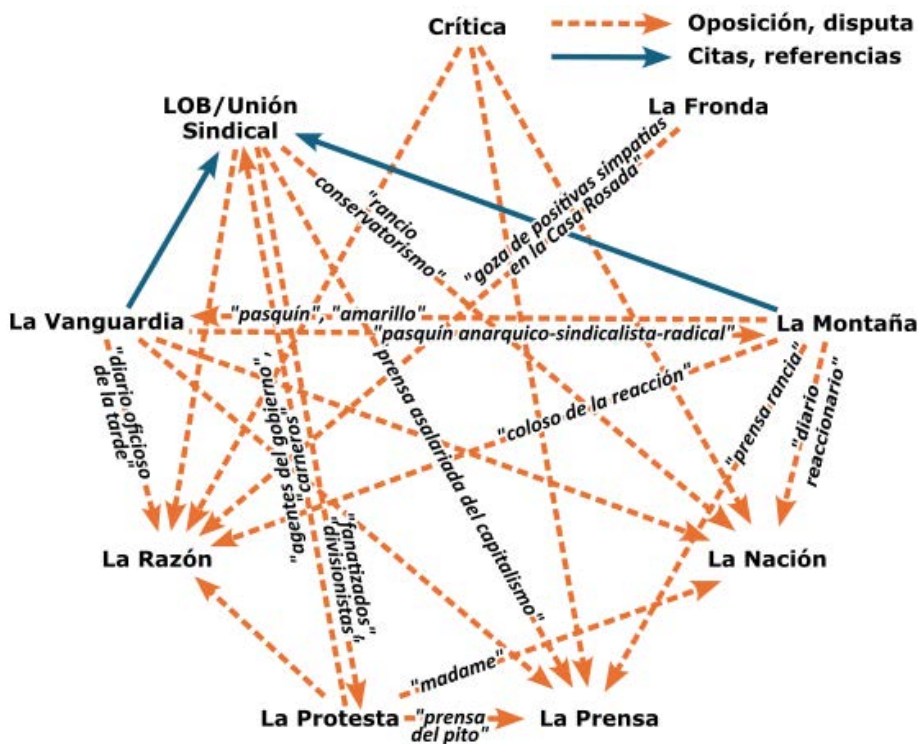 Crítica
Oposición, disputa
Citas, referencias
LOB/Unión
Sindical
La Fronda
"rancio
conservatorismo"
"goza de positivas simpatias
en la Casa Rosada"
La Vanguardia
"pasquín", "amarillo"
"pasquín anarquico-sindicalista-radical"
La Montaña
"diario oficioso
de la tarde"
"agentes del gobierno",
"carneros"
"fanatizados",
"divisionistas"
prensa asalariada del capitalismo"
"coloso de la reacción"
"prensa rancia"
"diario
reaccionario"
La Razón
La Nación
"madame"
La Protesta
"prensa
del pito"
La Prensa